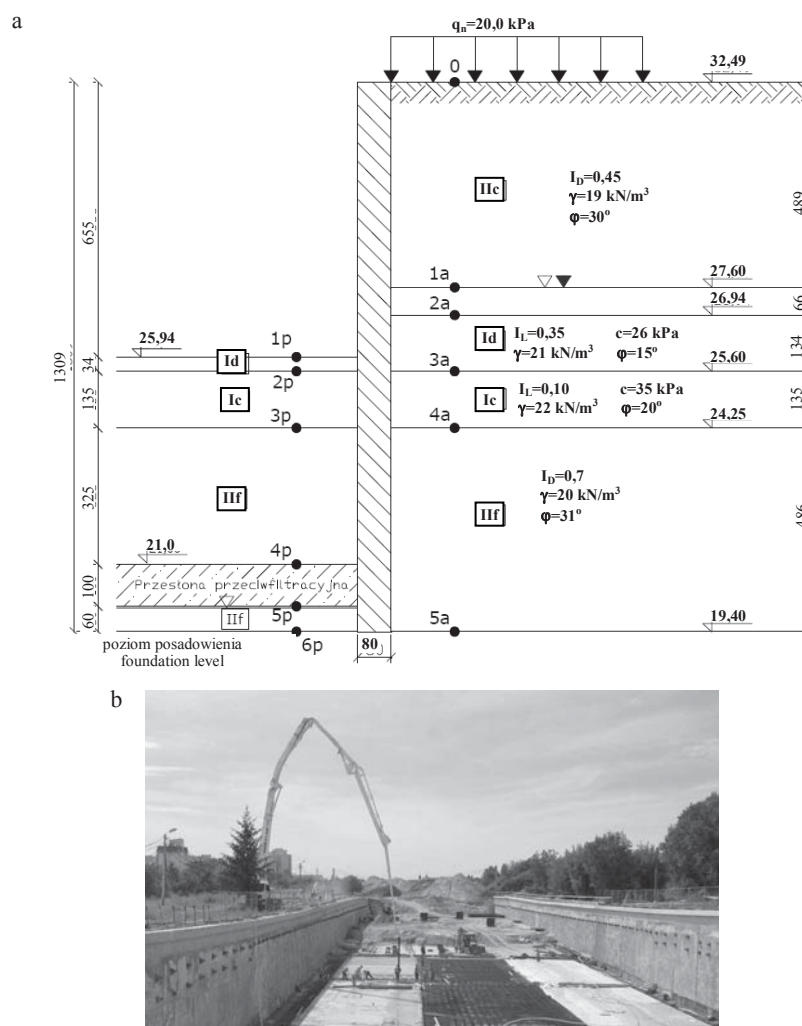 a
qn=20,0 kPa
0
32,49
IIc
ID=0,45
γ=19 kN/m³
φ=30°
489
655
1a
27,60
2a
26,94
66
25,94
1p
Id
Id
IL=0,35 c=26 kPa
γ=21 kN/m³ φ=15°
134
1309
34
2p
3a
25,60
135
Ic
Ic
IL=0,10 c=35 kPa
γ=22 kN/m³ φ=20°
135
3p
4a
24,25
325
IIf
ID=0,7
γ=20 kN/m³
φ=31°
IIf
486
21,0
4p
100
Przesłona przeciwfiltracyjna
5p
IIf
60
5a
19,40
poziom posadowienia
foundation level
6p
80
b